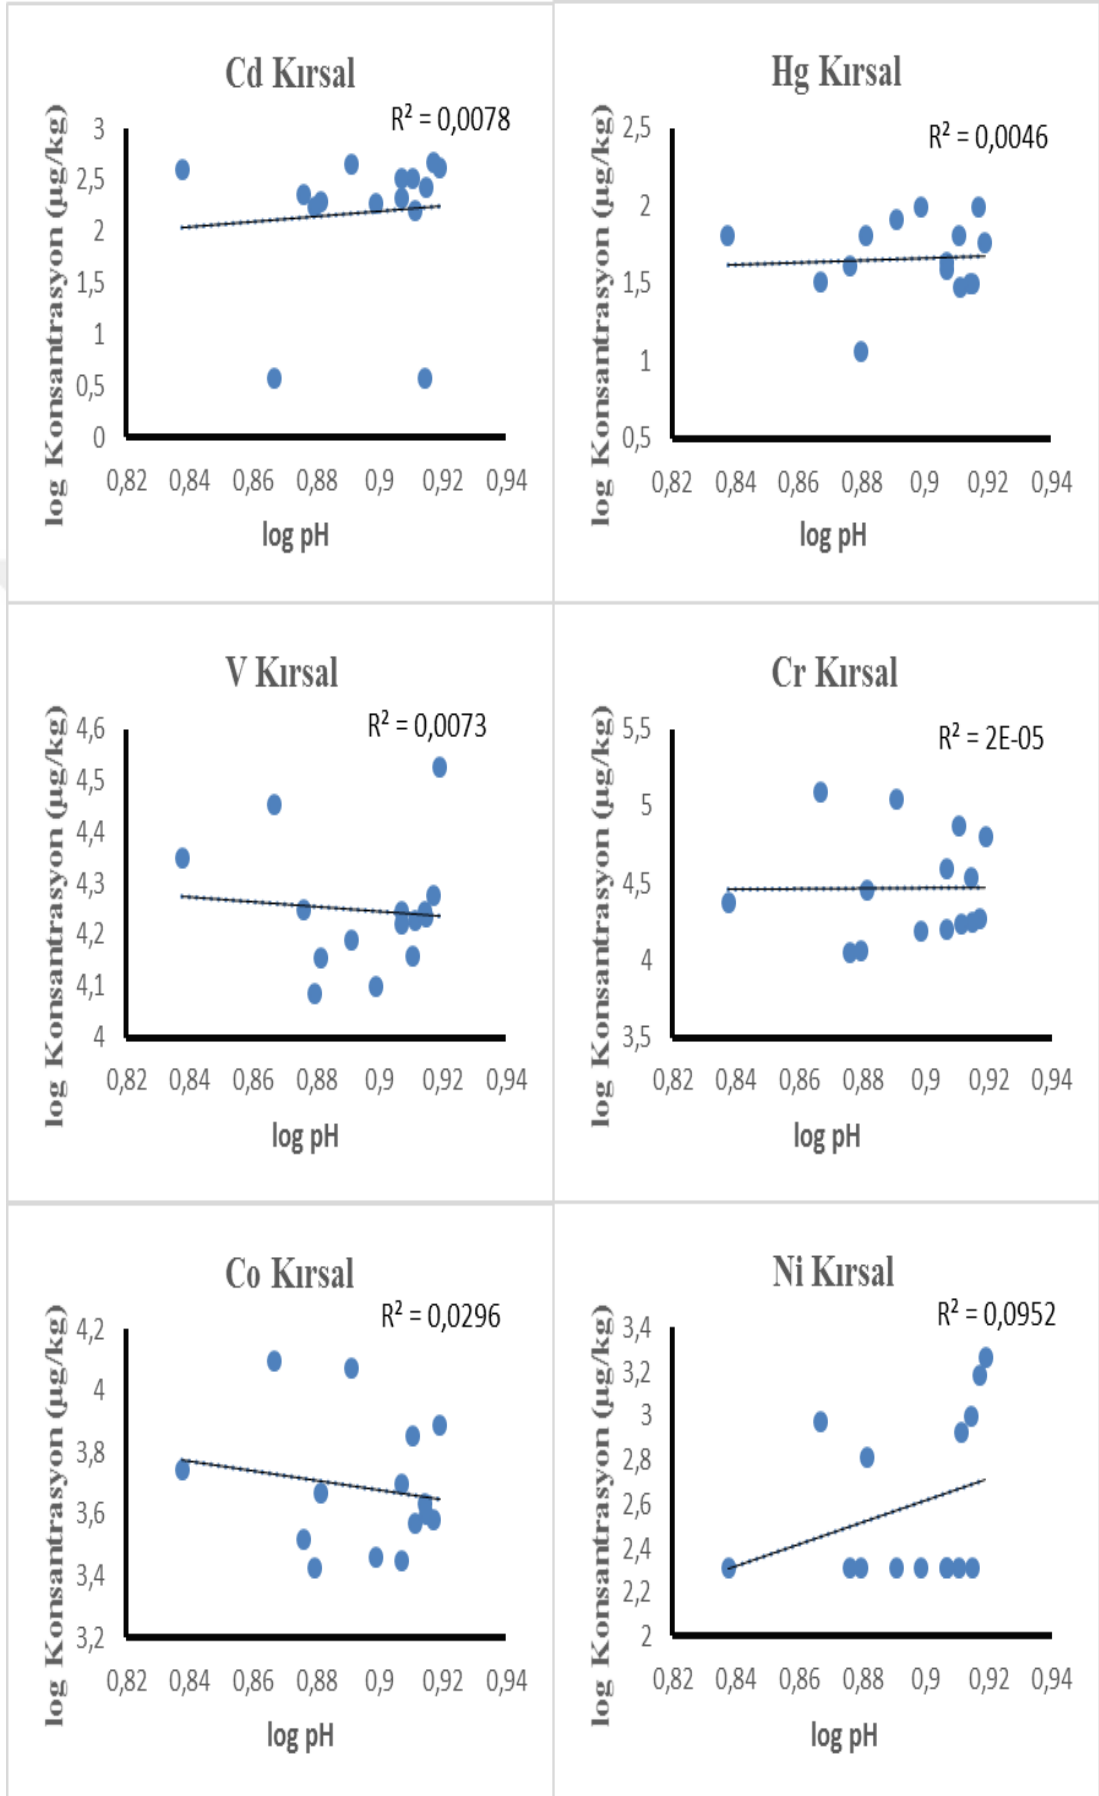 Cd Kırsal
R² = 0,0078
log Konsantrasyon (µg/kg)
3
2,5
2
1,5
1
0,5
0
0,82 0,84 0,86 0,88 0,9 0,92 0,94
log pH
Hg Kırsal
R² = 0,0046
log Konsantrasyon (µg/kg)
2,5
2
1,5
1
0,5
0,82 0,84 0,86 0,88 0,9 0,92 0,94
log pH
V Kırsal
R² = 0,0073
log Konsantrasyon (µg/kg)
4,6
4,5
4,4
4,3
4,2
4,1
4
0,82 0,84 0,86 0,88 0,9 0,92 0,94
log pH
Cr Kırsal
R² = 2E-05
log Konsantrasyon (µg/kg)
5,5
5
4,5
4
3,5
0,82 0,84 0,86 0,88 0,9 0,92 0,94
log pH
Co Kırsal
R² = 0,0296
log Konsantrasyon (µg/kg)
4,2
4
3,8
3,6
3,4
3,2
0,82 0,84 0,86 0,88 0,9 0,92 0,94
log pH
Ni Kırsal
R² = 0,0952
log Konsantrasyon (µg/kg)
3,4
3,2
3
2,8
2,6
2,4
2,2
2
0,82 0,84 0,86 0,88 0,9 0,92 0,94
log pH